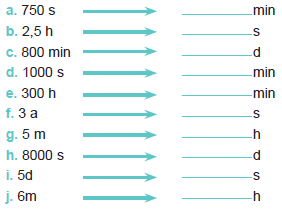 a. 750 s min
b. 2,5 h s
c. 800 min d
d. 1000 s min
e. 300 h min
f. 3 a s
g. 5 m h
h. 8000 s d
i. 5d s
j. 6m h